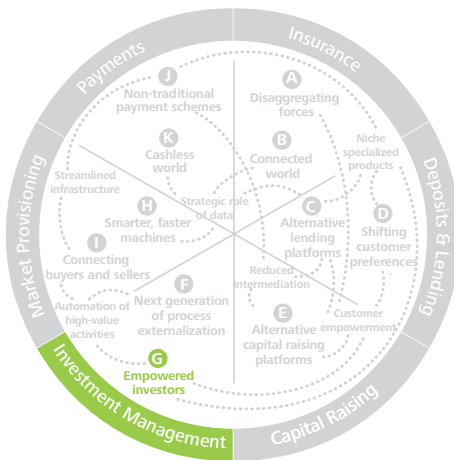 Payments
Insurance
J
Non-traditional
payment schemes
A
Disaggregating
forces
K
Cashless
world
B
Connected
world
Niche
specialized
products
Streamlined
infrastructure
Strategic role
of data
H
Smarter, faster
machines
C
Alternative
lending
platforms
D
Shifting
customer
preferences
Market Provisioning
Deposits & Lending
I
Connecting
buyers and sellers
F
Next generation
of process
externalization
Reduced
intermediation
Automation of
high-value
activities
E
Alternative
capital raising
platforms
Customer
empowerment
G
Empowered
investors
Investment Management
Capital Raising